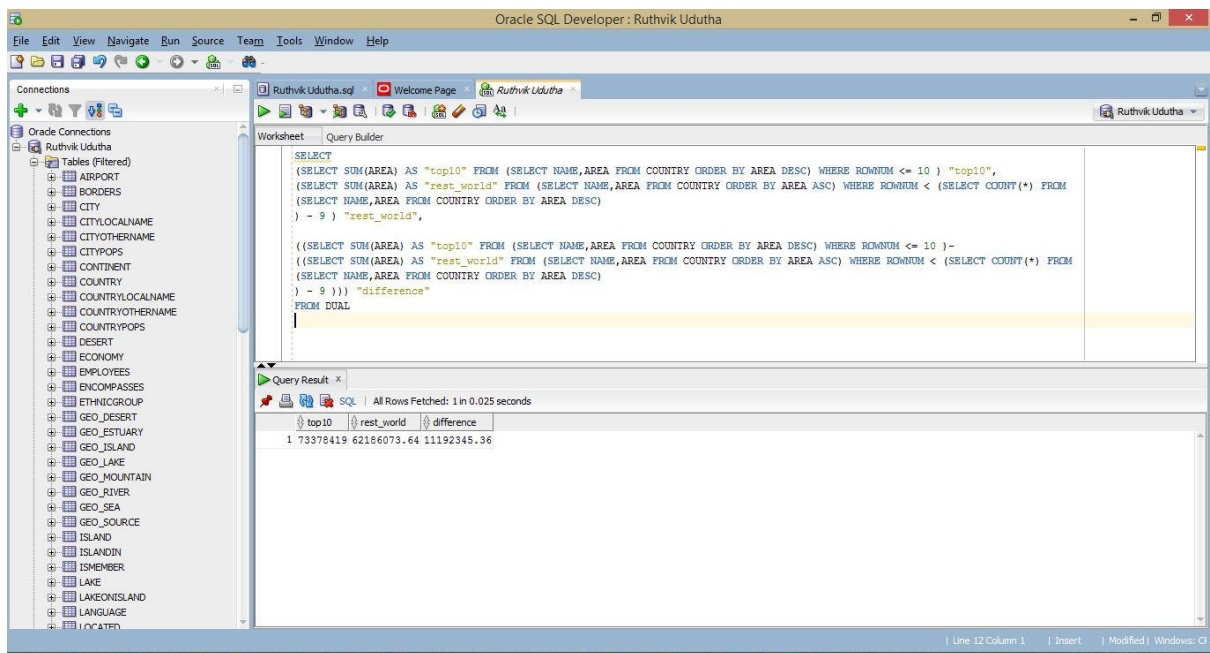 Oracle SQL Developer : Ruthvik Udutha
File Edit View Navigate Run Source Team Tools Window Help
Connections
Ruthvik Udutha.sql
Welcome Page
Ruthvik Udutha
Ruthvik Udutha
Worksheet Query Builder
Oracle Connections
Ruthvik Udutha
Tables (Filtered)
AIRPORT
BORDERS
CITY
CITYLOCALNAME
CITYOTHERNAME
CITYPOPS
CONTINENT
COUNTRY
COUNTRYLOCALNAME
COUNTRYOTHERNAME
COUNTRYPOPS
DESERT
ECONOMY
EMPLOYEES
ENCOMPASSES
ETHNICGROUP
GEO_DESERT
GEO_ESTUARY
GEO_ISLAND
GEO_LAKE
GEO_MOUNTAIN
GEO_RIVER
GEO_SEA
GEO_SOURCE
ISLAND
ISLANDIN
ISMEMBER
LAKE
LAKEONISLAND
LANGUAGE
LOCATED
SELECT
(SELECT SUM(AREA) AS "top10" FROM (SELECT NAME,AREA FROM COUNTRY ORDER BY AREA DESC) WHERE ROWNUM <= 10 ) "top10",
(SELECT SUM(AREA) AS "rest_world" FROM (SELECT NAME,AREA FROM COUNTRY ORDER BY AREA ASC) WHERE ROWNUM < (SELECT COUNT(*) FROM
(SELECT NAME,AREA FROM COUNTRY ORDER BY AREA DESC)
) - 9 ) "rest_world",
((SELECT SUM(AREA) AS "top10" FROM (SELECT NAME,AREA FROM COUNTRY ORDER BY AREA DESC) WHERE ROWNUM <= 10 )-
((SELECT SUM(AREA) AS "rest_world" FROM (SELECT NAME,AREA FROM COUNTRY ORDER BY AREA ASC) WHERE ROWNUM < (SELECT COUNT(*) FROM
(SELECT NAME,AREA FROM COUNTRY ORDER BY AREA DESC)
) - 9 ))) "difference"
FROM DUAL
Query Result
SQL | All Rows Fetched: 1 in 0.025 seconds
top10 rest_world difference
1 73378419 62186073.64 11192345.36
| Line 12 Column 1 | Insert | Modified | Windows: C